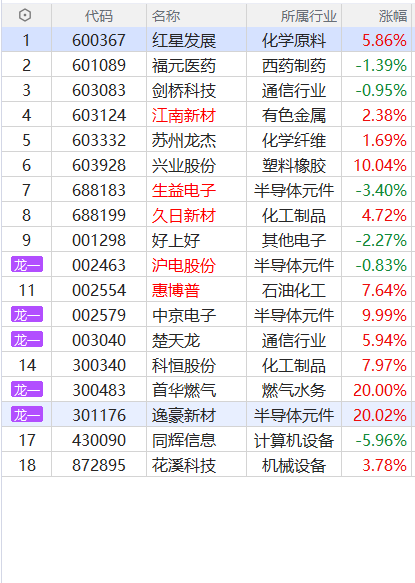 代码 名称 所属行业 涨幅
1 600367 红星发展 化学原料 5.86%
2 601089 福元医药 西药制药 -1.39%
3 603083 剑桥科技 通信行业 -0.95%
4 603124 江南新材 有色金属 2.38%
5 603332 苏州龙杰 化学纤维 1.69%
6 603928 兴业股份 塑料橡胶 10.04%
7 688183 生益电子 半导体元件 -3.40%
8 688199 久日新材 化工制品 4.72%
9 001298 好上好 其他电子 -2.27%
龙一 002463 沪电股份 半导体元件 -0.83%
11 002554 惠博普 石油化工 7.64%
龙一 002579 中京电子 半导体元件 9.99%
龙一 003040 楚天龙 通信行业 5.94%
14 300340 科恒股份 化工制品 7.97%
龙一 300483 首华燃气 燃气水务 20.00%
龙一 301176 逸豪新材 半导体元件 20.02%
17 430090 同辉信息 计算机设备 -5.96%
18 872895 花溪科技 机械设备 3.78%